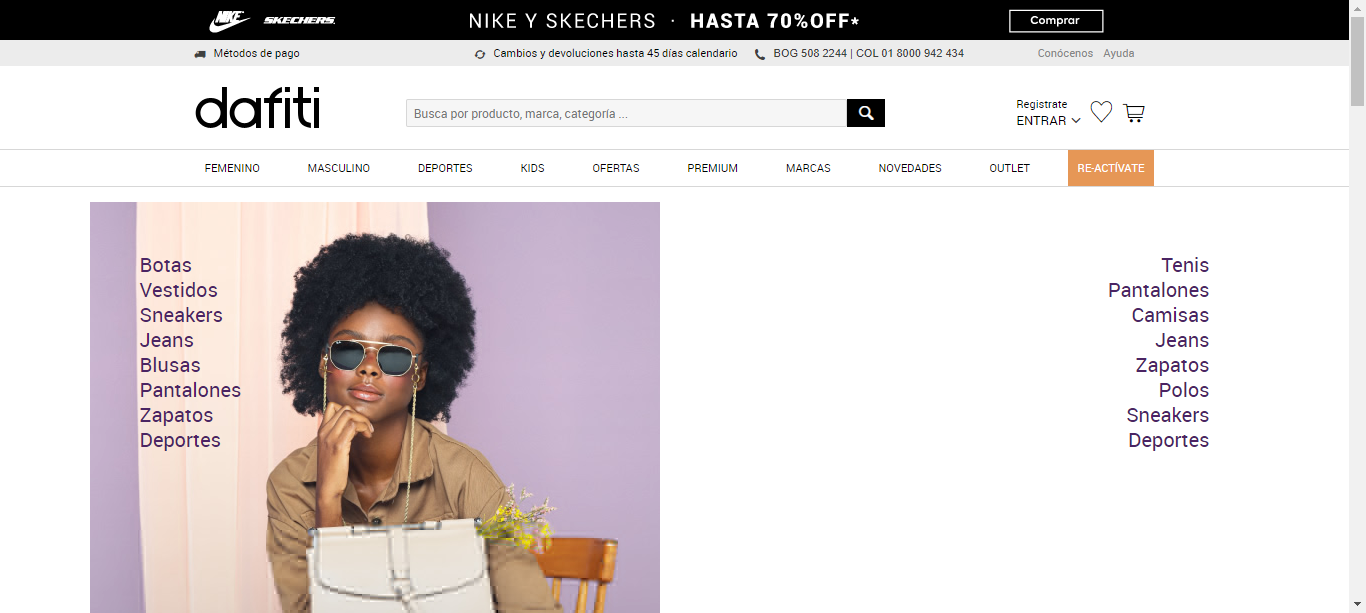 NIKE SKECHERS NIKE Y SKECHERS · HASTA 70%OFF* Comprar
Métodos de pago Cambios y devoluciones hasta 45 días calendario BOG 508 2244 | COL 01 8000 942 434 Conócenos Ayuda
dafiti
Busca por producto, marca, categoría ...
Registrate
ENTRAR
FEMENINO MASCULINO DEPORTES KIDS OFERTAS PREMIUM MARCAS NOVEDADES OUTLET RE-ACTÍVATE
Botas
Vestidos
Sneakers
Jeans
Blusas
Pantalones
Zapatos
Deportes
Tenis
Pantalones
Camisas
Jeans
Zapatos
Polos
Sneakers
Deportes